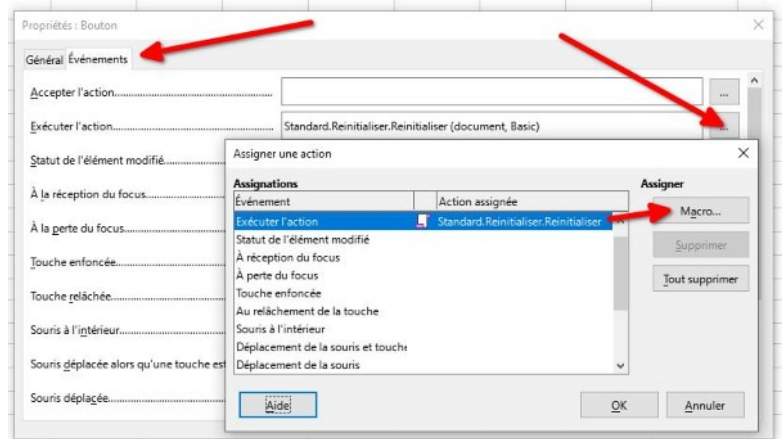 Propriétés : Bouton
Général Événements
Accepter l'action
...
Exécuter l'action
Standard.Reinitialiser.Reinitialiser (document, Basic)
...
Statut de l'élément modifié
À la réception du focus
À la perte du focus
Touche enfoncée
Touche relâchée
Souris à l'intérieur
Souris déplacée alors qu'une touche est
Souris déplacée
Assigner une action
Assignations
Assigner
Événement Action assignée
Exécuter l'action Standard.Reinitialiser.Reinitialiser
Statut de l'élément modifié
À réception du focus
À perte du focus
Touche enfoncée
Au relâchement de la touche
Souris à l'intérieur
Déplacement de la souris et touche
Déplacement de la souris
Macro...
Supprimer
Tout supprimer
Aide
OK
Annuler